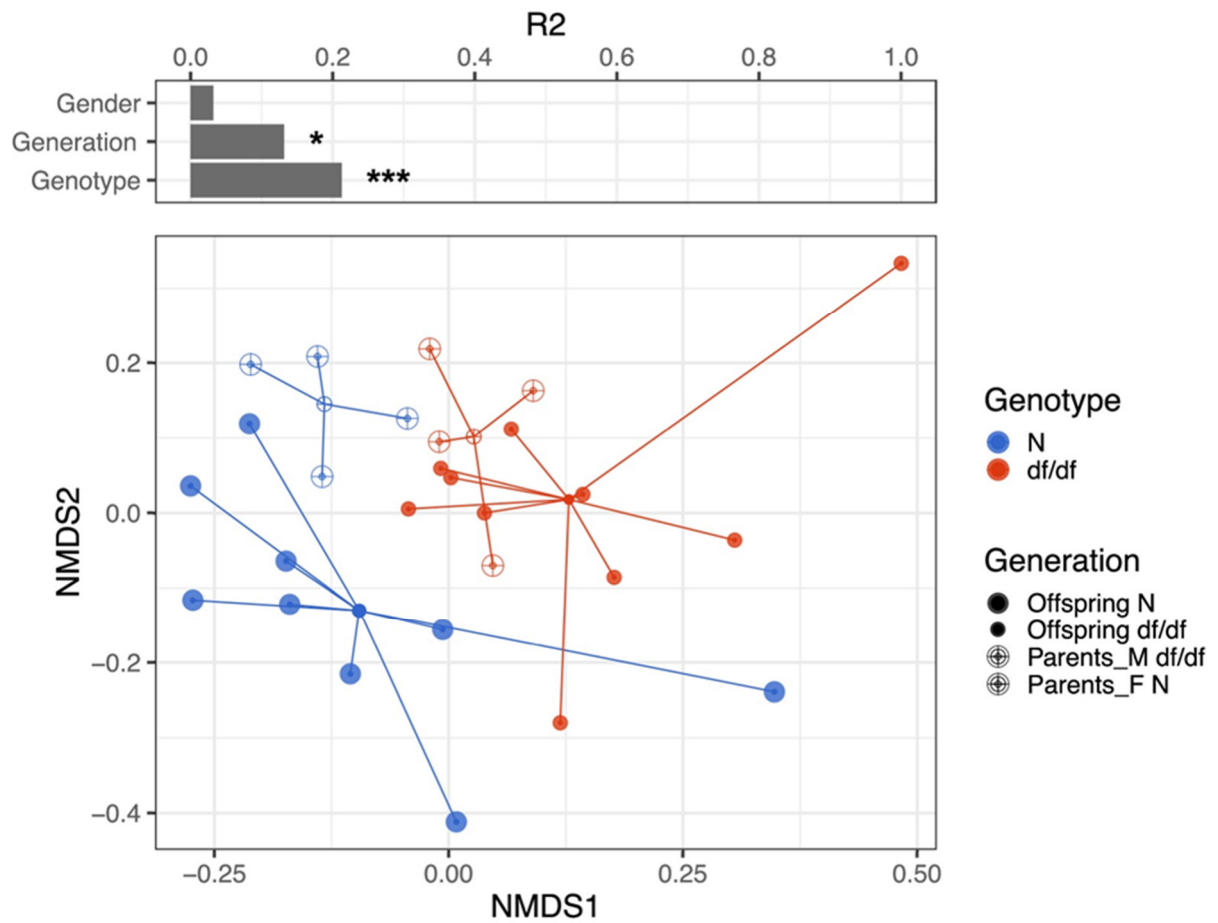 R2
0.0 0.2 0.4 0.6 0.8 1.0
Gender
Generation *
Genotype ***
0.2
0.0
−0.2
−0.4
NMDS2
−0.25 0.00 0.25 0.50
NMDS1
Genotype
N
df/df
Generation
Offspring N
Offspring df/df
Parents_M df/df
Parents_F N